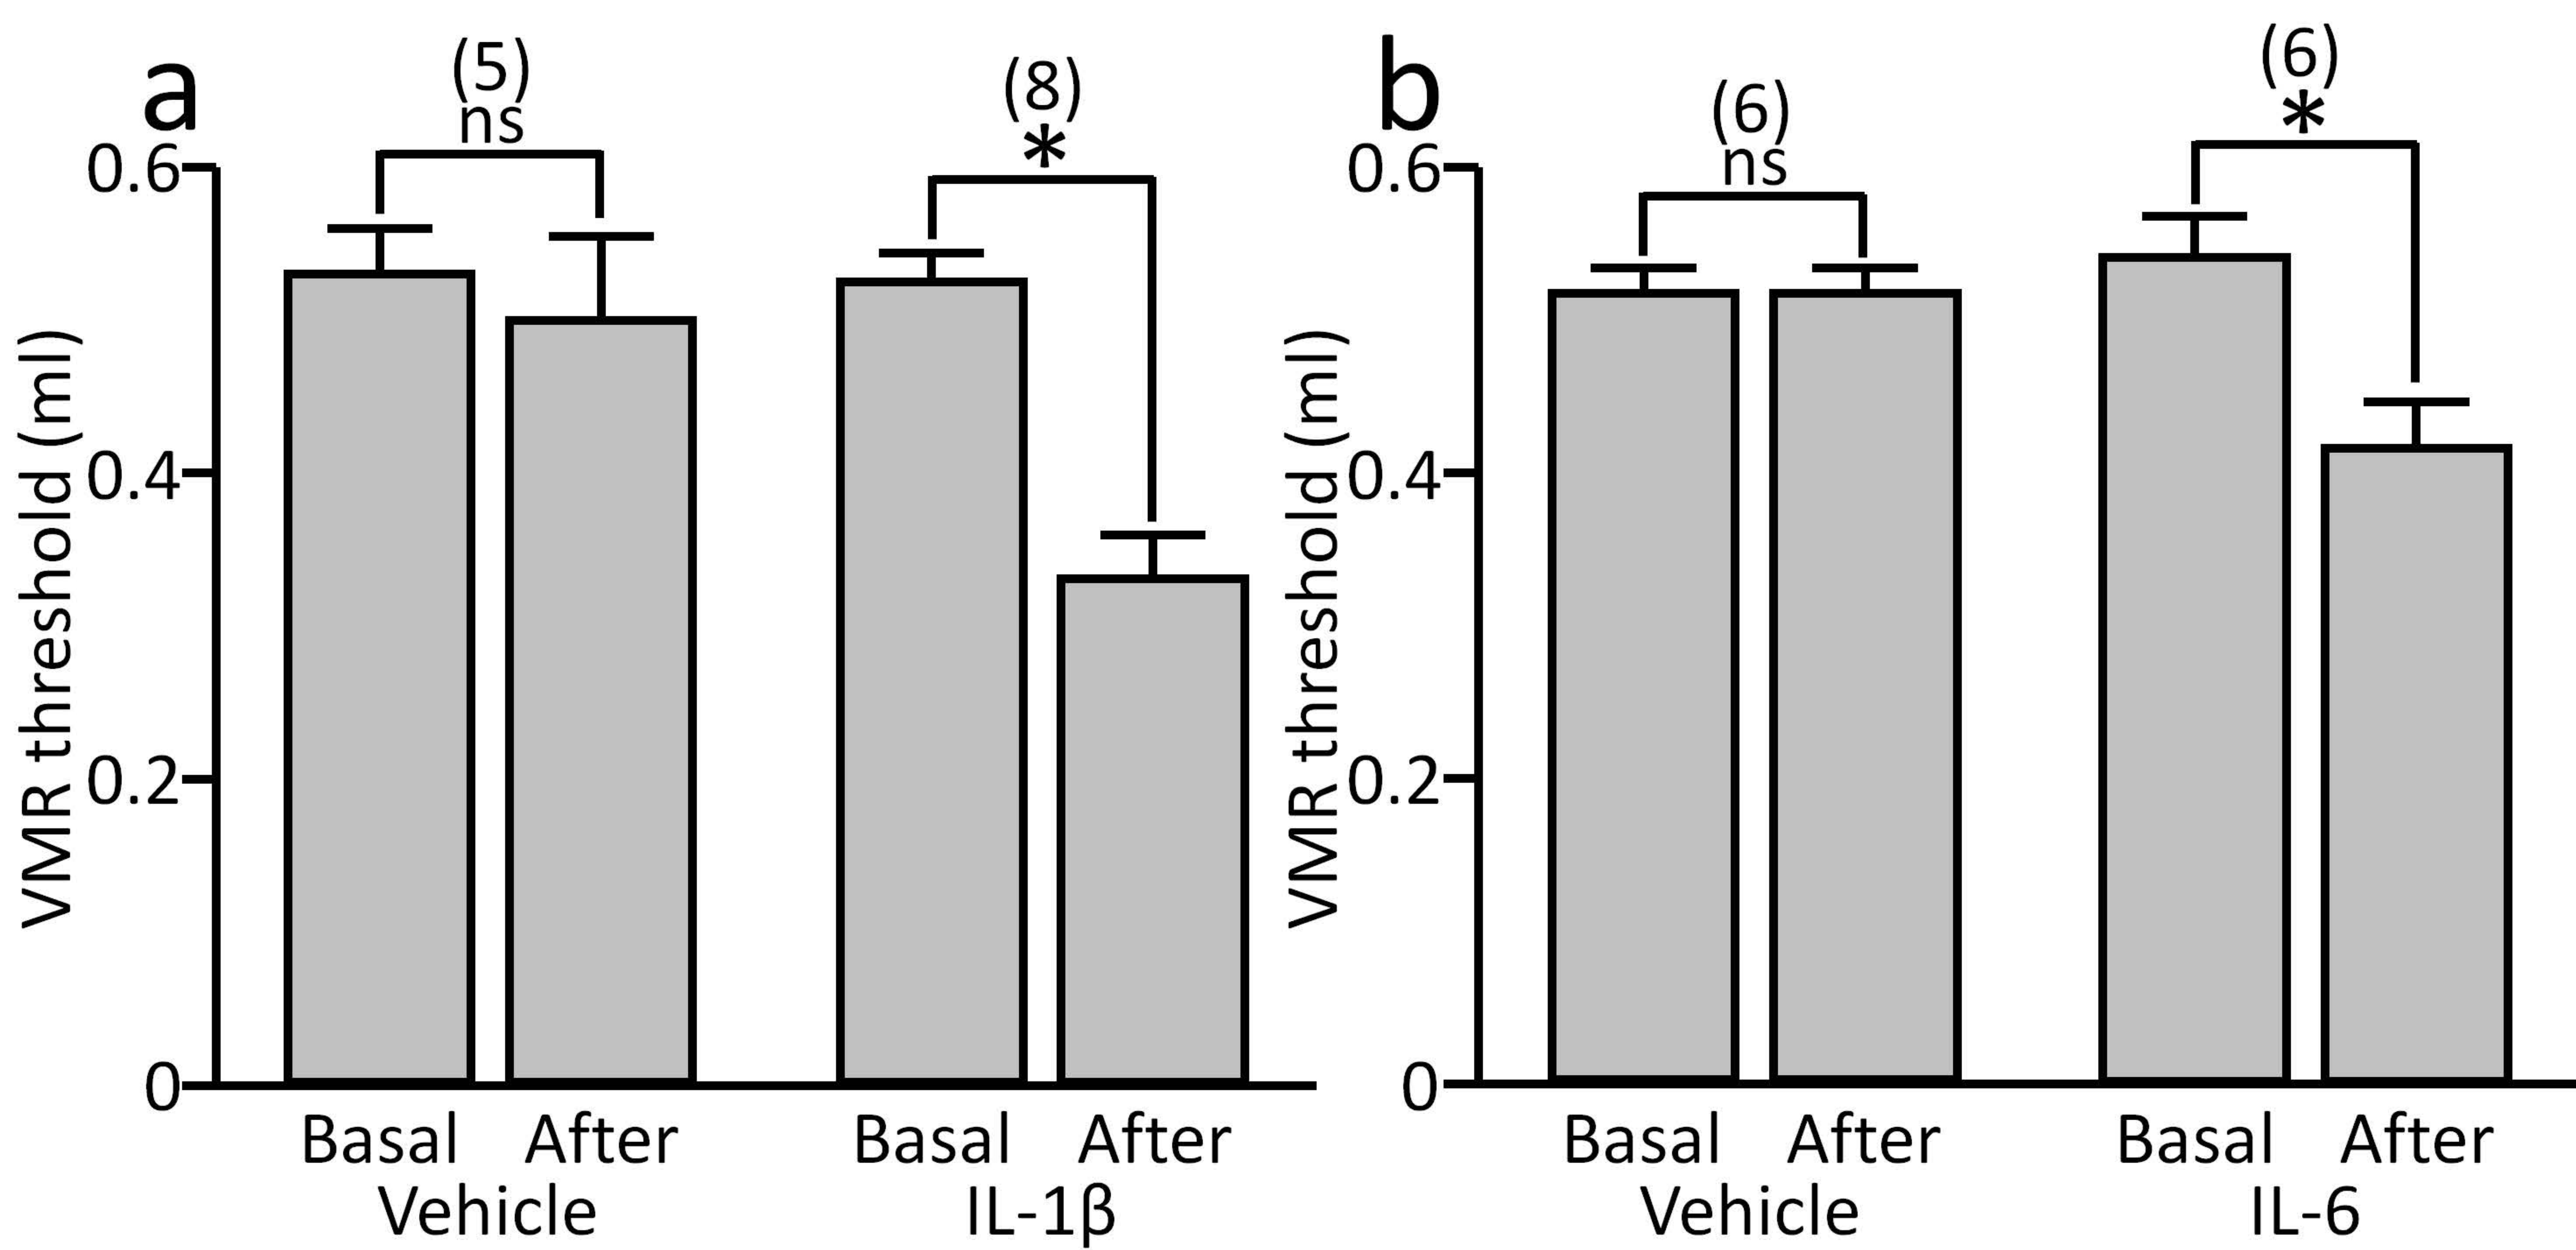 a
(5)
ns
(8)
*
0.6
0.4
0.2
0
VMR threshold (ml)
Basal After Basal After
Vehicle IL-1β
b
(6)
ns
(6)
*
0.6
0.4
0.2
0
VMR threshold (ml)
Basal After Basal After
Vehicle IL-6